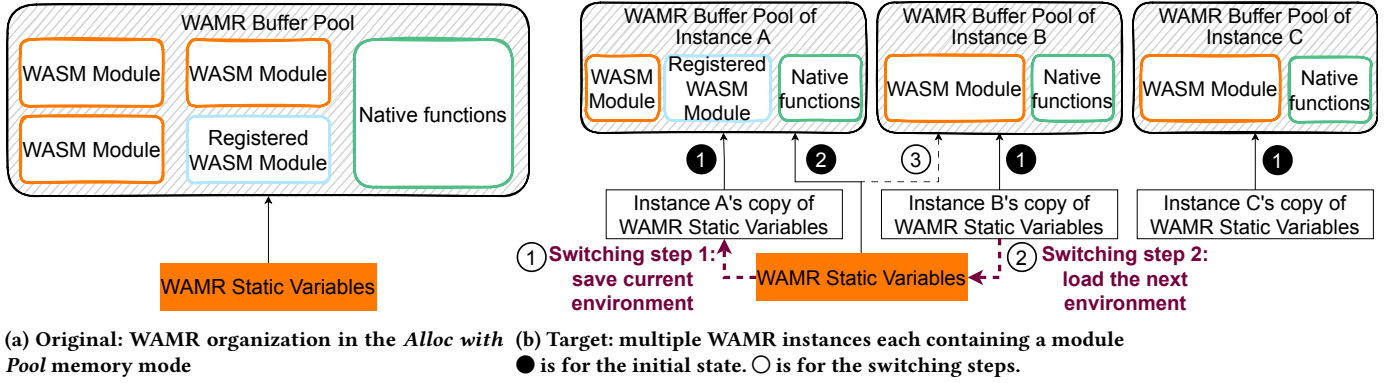 WAMR Buffer Pool
WASM Module
WASM Module
Native functions
WASM Module
Registered
WASM Module
WAMR Static Variables
(a) Original: WAMR organization in the Alloc with
Pool memory mode
WAMR Buffer Pool of
Instance A
WASM
Module
Registered
WASM
Module
Native
functions
WAMR Buffer Pool of
Instance B
WASM Module
Native
functions
WAMR Buffer Pool of
Instance C
WASM Module
Native
functions
1
2
3
1
1
Instance A's copy of
WAMR Static Variables
Instance B's copy of
WAMR Static Variables
Instance C's copy of
WAMR Static Variables
1
Switching step 1:
save current
environment
WAMR Static Variables
2
Switching step 2:
load the next
environment
(b) Target: multiple WAMR instances each containing a module
● is for the initial state. ○ is for the switching steps.